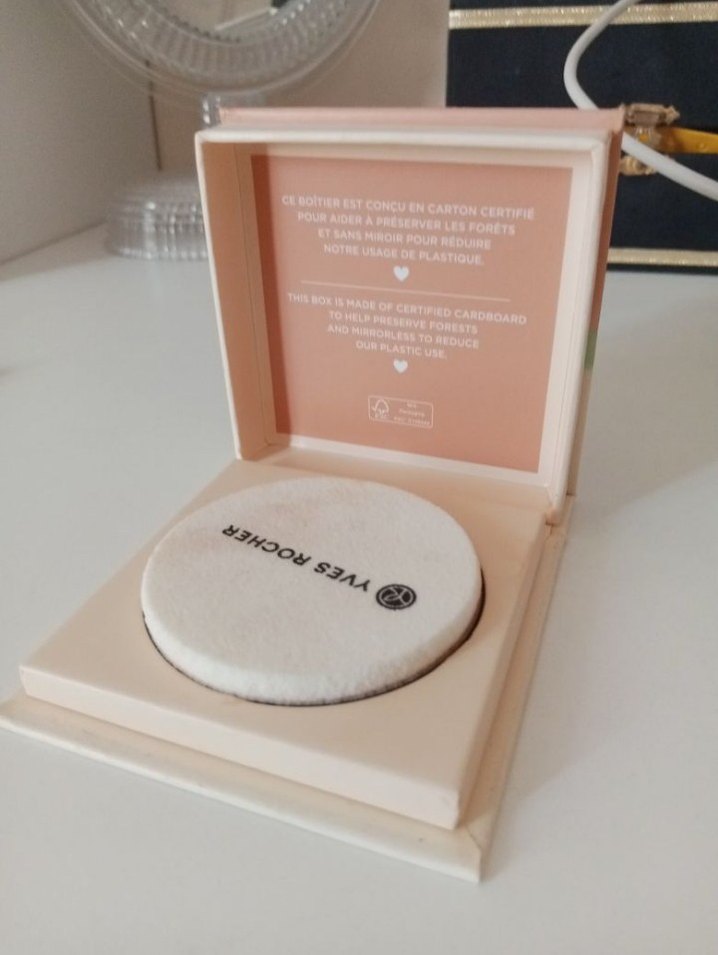 CE BOÎTIER EST CONÇU EN CARTON CERTIFIÉ
POUR AIDER À PRÉSERVER LES FORÊTS
ET SANS MIROIR POUR RÉDUIRE
NOTRE USAGE DE PLASTIQUE.
THIS BOX IS MADE OF CERTIFIED CARDBOARD
TO HELP PRESERVE FORESTS
AND MIRRORLESS TO REDUCE
OUR PLASTIC USE.
FSC
YVES ROCHER